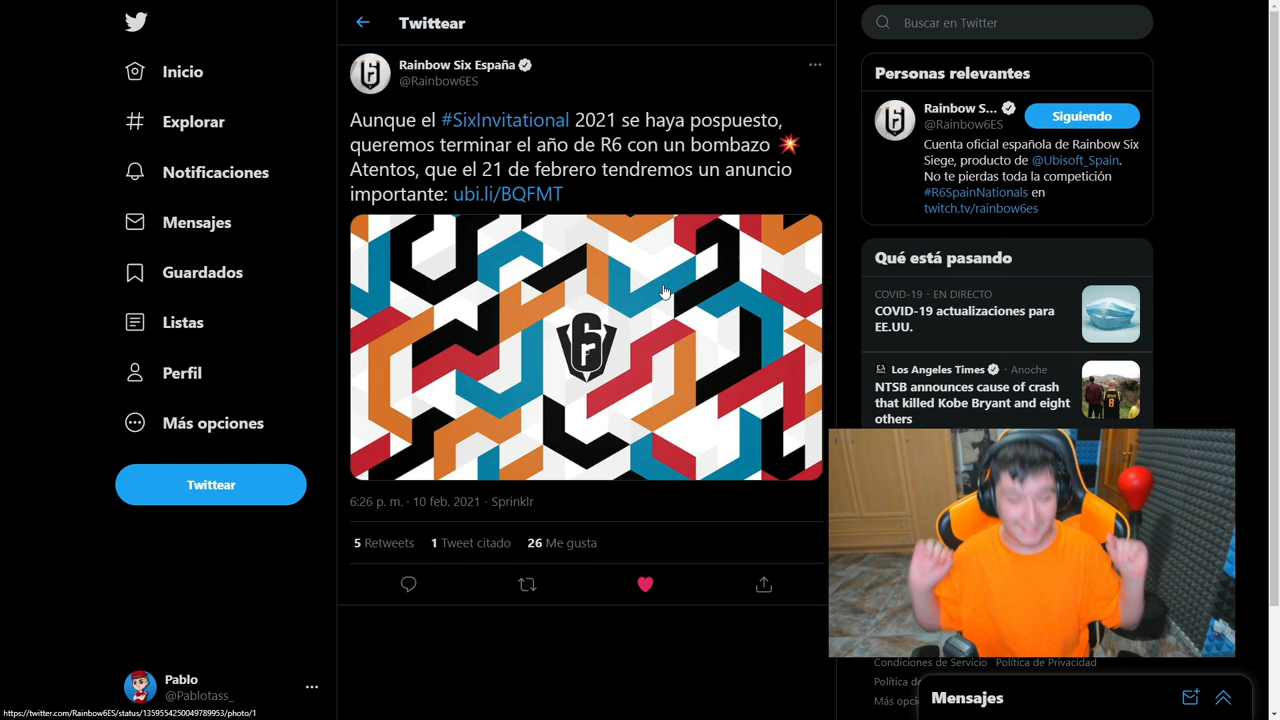 Inicio
Explorar
Notificaciones
Mensajes
Guardados
Listas
Perfil
Más opciones
Twittear
Pablo
@Pablotass_
https://twitter.com/Rainbow6ES/status/1359554250049789953/photo/1
Twittear
Rainbow Six España
@Rainbow6ES
Aunque el #SixInvitational 2021 se haya pospuesto,
queremos terminar el año de R6 con un bombazo
Atentos, que el 21 de febrero tendremos un anuncio
importante: ubi.li/BQFMT
6:26 p. m. · 10 feb. 2021 · Sprinklr
5 Retweets 1 Tweet citado 26 Me gusta
Buscar en Twitter
Personas relevantes
Rainbow S...
@Rainbow6ES
Siguiendo
Cuenta oficial española de Rainbow Six
Siege, producto de @Ubisoft_Spain.
No te pierdas toda la competición
#R6SpainNationals en
twitch.tv/rainbow6es
Qué está pasando
COVID-19 · EN DIRECTO
COVID-19 actualizaciones para
EE.UU.
Los Angeles Times · Anoche
NTSB announces cause of crash
that killed Kobe Bryant and eight
others
Condiciones de Servicio Política de Privacidad
Política de
Más opci
Mensajes